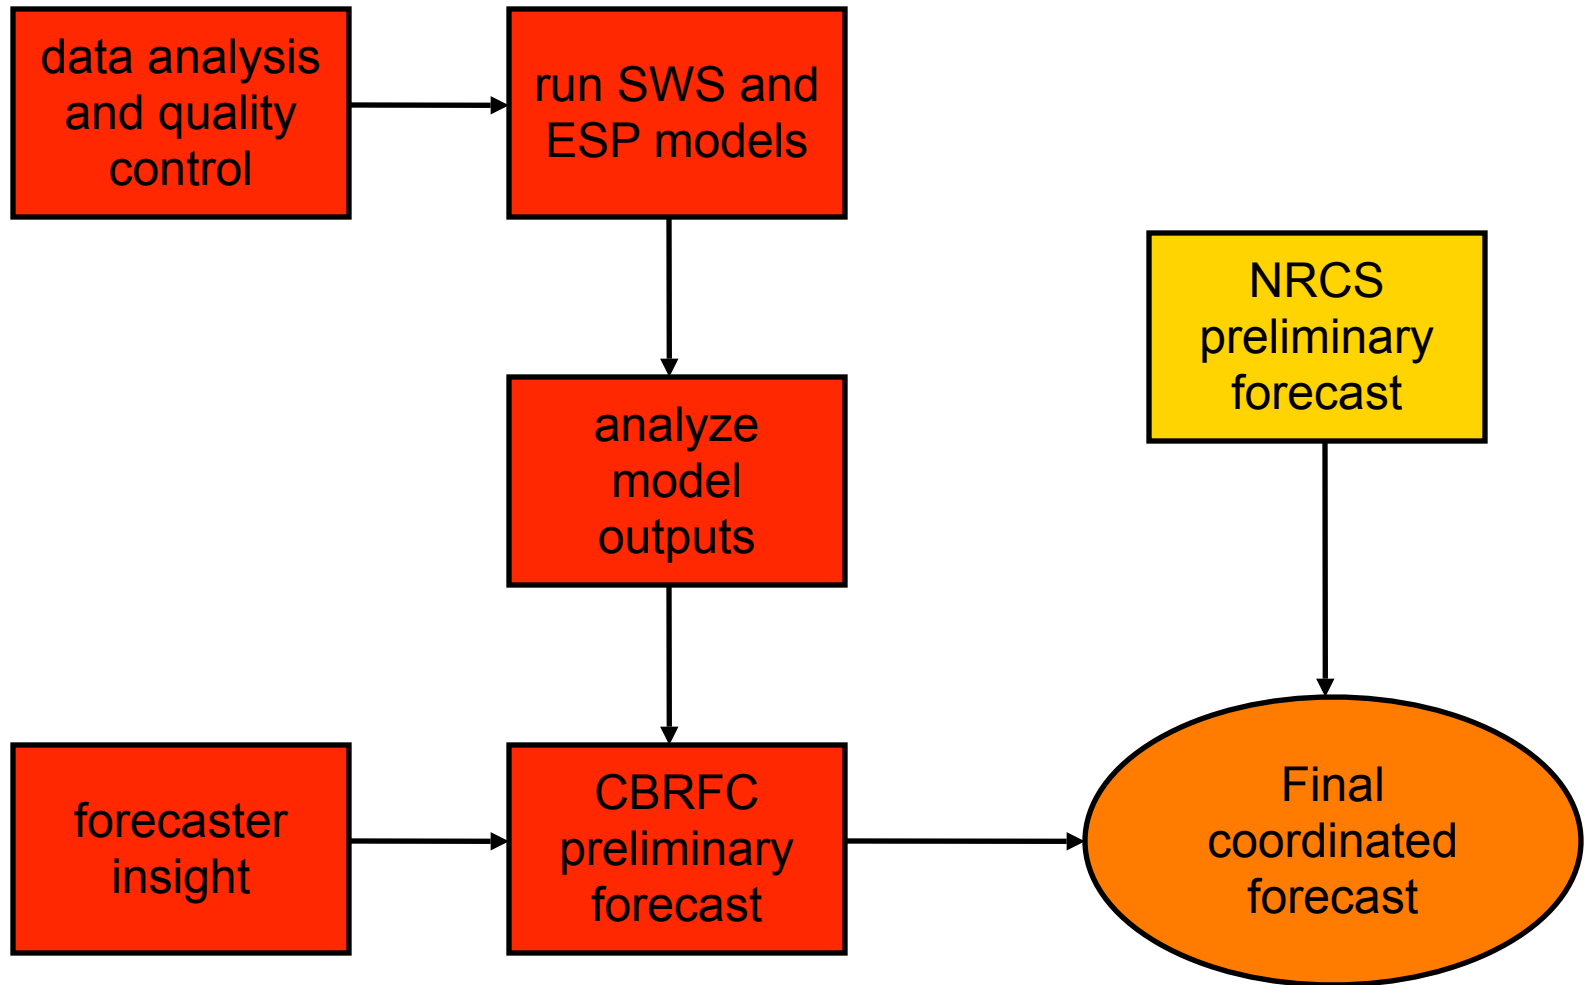 data analysis
and quality
control
run SWS and
ESP models
NRCS
preliminary
forecast
analyze
model
outputs
forecaster
insight
CBRFC
preliminary
forecast
Final
coordinated
forecast